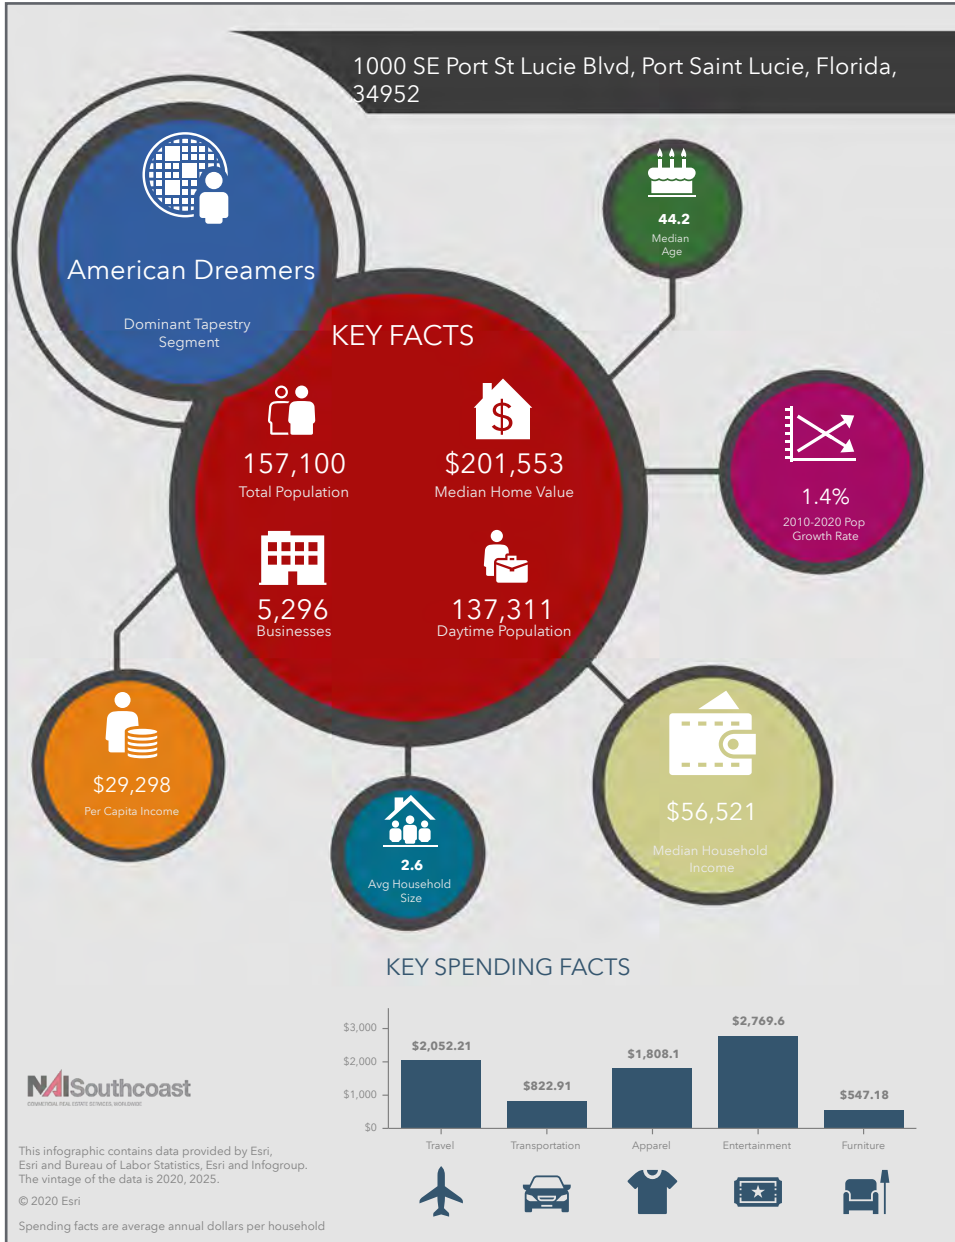 1000 SE Port St Lucie Blvd, Port Saint Lucie, Florida,
34952
American Dreamers
Dominant Tapestry
Segment
44.2
Median
Age
KEY FACTS
157,100
Total Population
$201,553
Median Home Value
5,296
Businesses
137,311
Daytime Population
1.4%
2010-2020 Pop
Growth Rate
$29,298
Per Capita Income
2.6
Avg Household
Size
$56,521
Median Household
Income
KEY SPENDING FACTS
$3,000
$2,000
$1,000
$0
$2,052.21
$822.91
$1,808.1
$2,769.6
$547.18
Travel
Transportation
Apparel
Entertainment
Furniture
NAISouthcoast
COMMERCIAL REAL ESTATE SERVICES, WORLDWIDE
This infographic contains data provided by Esri,
Esri and Bureau of Labor Statistics, Esri and Infogroup.
The vintage of the data is 2020, 2025.
© 2020 Esri
Spending facts are average annual dollars per household